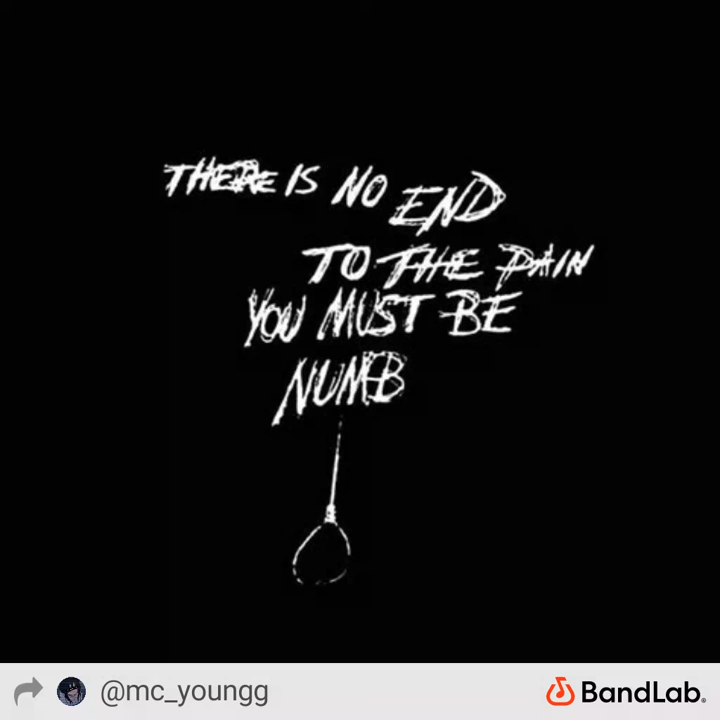 THERE IS NO END
TO THE PAIN
YOU MUST BE
NUMB
@mc_youngg
BandLab.